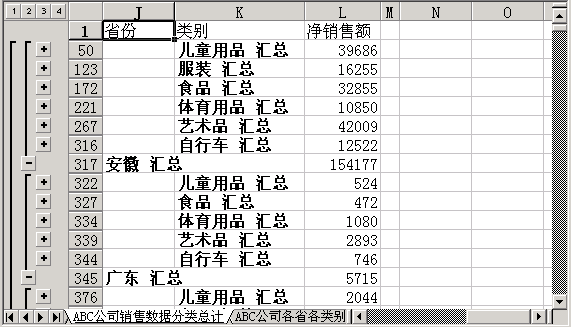 1 2 3 4 J K L M N O
1 省份 类别 净销售额
50 儿童用品 汇总 39686
123 服装 汇总 16255
172 食品 汇总 32855
221 体育用品 汇总 10850
267 艺术品 汇总 42009
316 自行车 汇总 12522
317 安徽 汇总 154177
322 儿童用品 汇总 524
327 食品 汇总 472
334 体育用品 汇总 1080
339 艺术品 汇总 2893
344 自行车 汇总 746
345 广东 汇总 5715
376 儿童用品 汇总 2044
ABC公司销售数据分类总计 ABC公司各省各类别